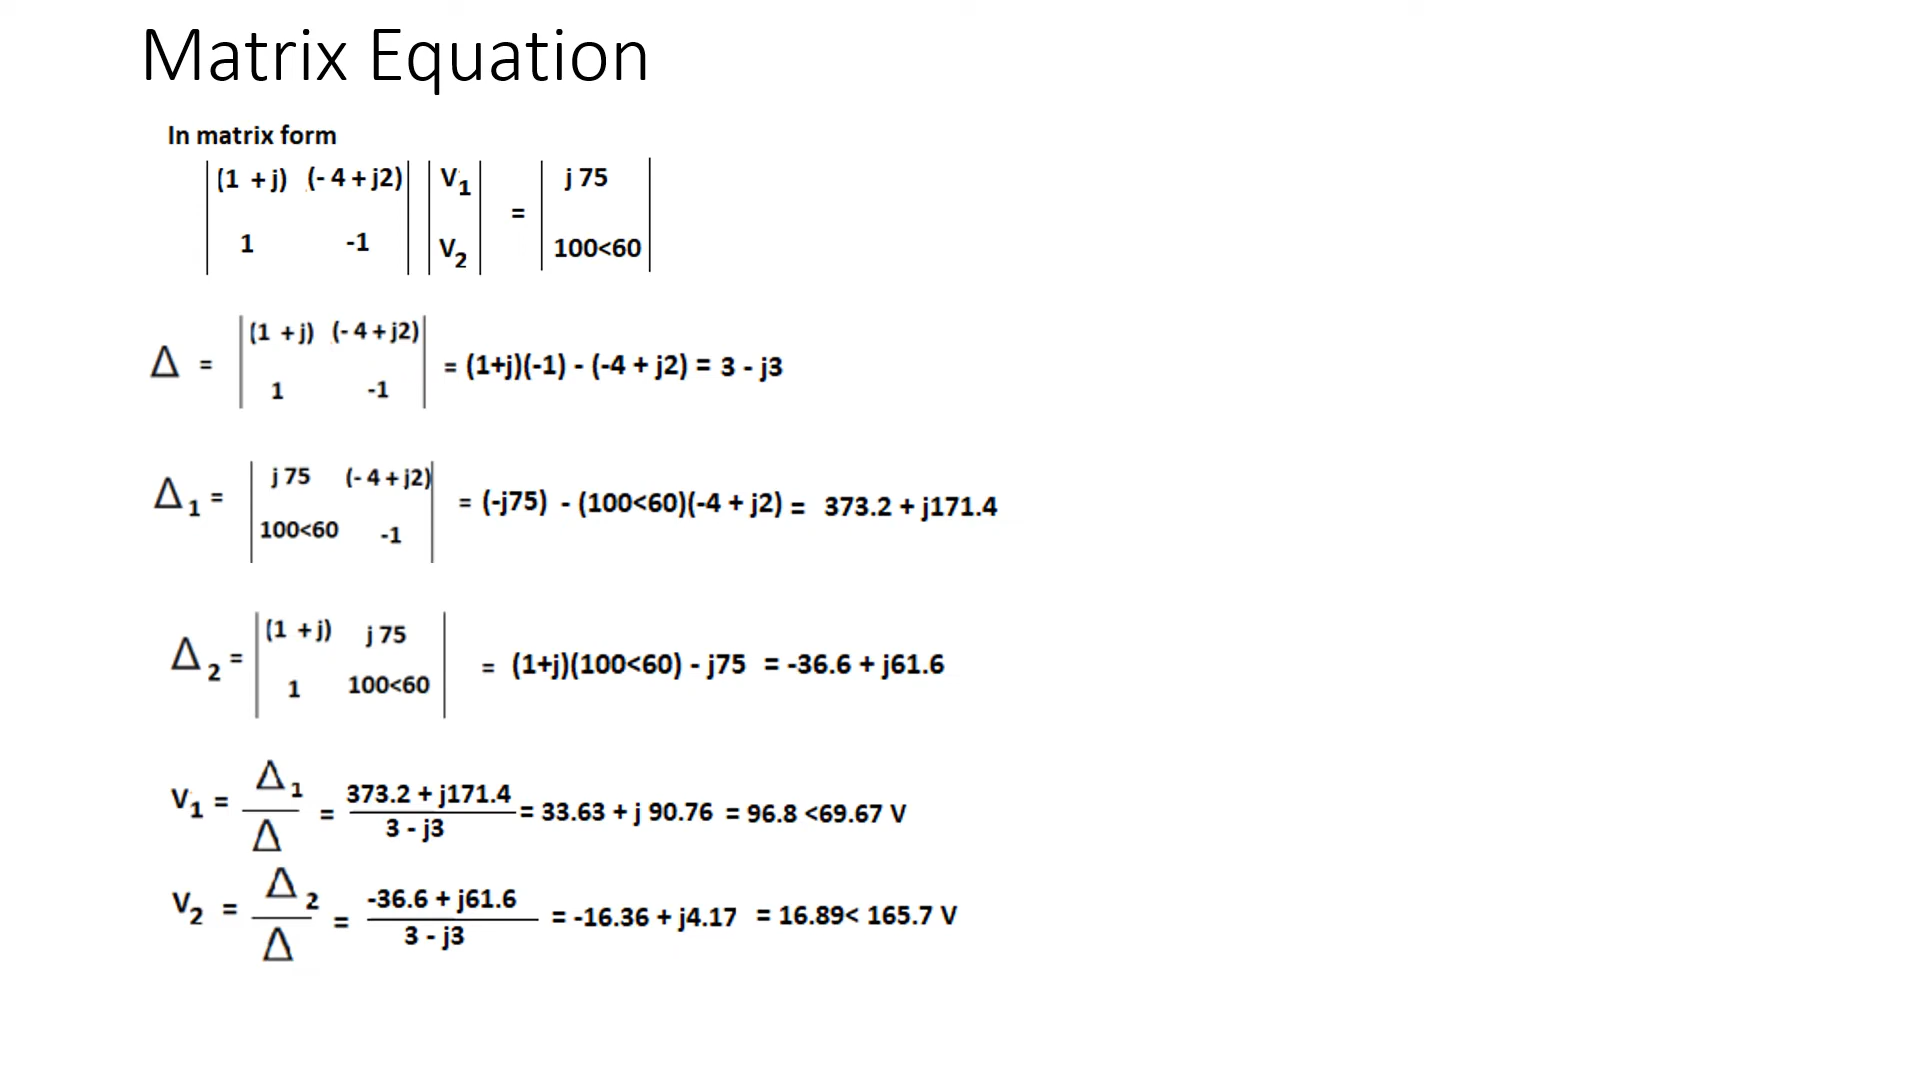 Matrix Equation
In matrix form
(1 + j) (- 4 + j2) V1 j 75
=
1 -1 V2 100<60
(1 + j) (- 4 + j2)
Δ = = (1+j)(-1) - (-4 + j2) = 3 - j3
1 -1
j 75 (- 4 + j2)
Δ1 = = (-j75) - (100<60)(-4 + j2) = 373.2 + j171.4
100<60 -1
(1 + j) j 75
Δ2 = = (1+j)(100<60) - j75 = -36.6 + j61.6
1 100<60
Δ1 373.2 + j171.4
V1 = = = 33.63 + j 90.76 = 96.8 <69.67 V
Δ 3 - j3
Δ2 -36.6 + j61.6
V2 = = = -16.36 + j4.17 = 16.89< 165.7 V
Δ 3 - j3